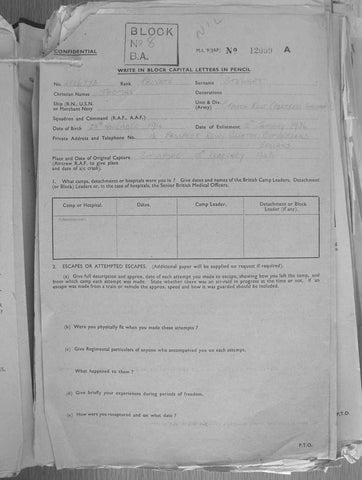 BLOCK
No 8
B.A.
NIL
CONFIDENTIAL
M.I. 9/JAP/ No 12099 A
WRITE IN BLOCK CAPITAL LETTERS IN PENCIL
No. Rank PRIVATE Surname STEWART
Christian Names THOMAS Decorations
Ship (R.N., U.S.N. or Merchant Navy) Unit & Div. (Army)
Squadron and Command (R.A.F., A.A.F.)
Date of Birth Date of Enlistment
Private Address and Telephone No.
Place and Date of Original Capture SINGAPORE FEBRUARY
(Aircrew R.A.F. to give place
and date of a/c crash).
1. What camps, detachments or hospitals were you in ? Give dates and names of the British Camp Leaders, Detachment
(or Block) Leaders or, in the case of hospitals, the Senior British Medical Officers.
Camp or Hospital. Dates. Camp Leader. Detachment or Block Leader (if any).
2. ESCAPES OR ATTEMPTED ESCAPES. (Additional paper will be supplied on request if required).
(a) Give full description and approx. date of each attempt you made to escape, showing how you left the camp, and
from which camp each attempt was made. State whether there was an air-raid in progress at the time or not. If an
escape was made from a train or vehicle the approx. speed and how it was guarded should be included.
(b) Were you physically fit when you made these attempts ?
(c) Give Regimental particulars of anyone who accompanied you on each attempt.
What happened to them ?
(d) Give briefly your experiences during periods of freedom.
(e) How were you recaptured and on what date ?
P.T.O.
P.T.O.